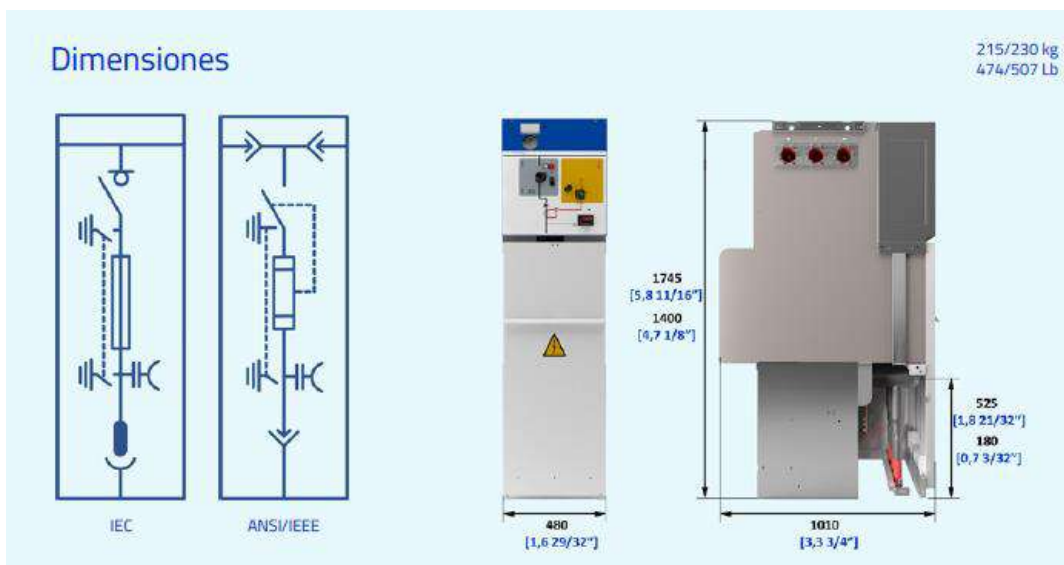 Dimensiones
215/230 kg
474/507 Lb
1745
[5,8 11/16"]
1400
[4,7 1/8"]
525
[1,8 21/32"]
180
[0,7 3/32"]
IEC
ANSI/IEEE
480
[1,6 29/32"]
1010
[3,3 3/4"]